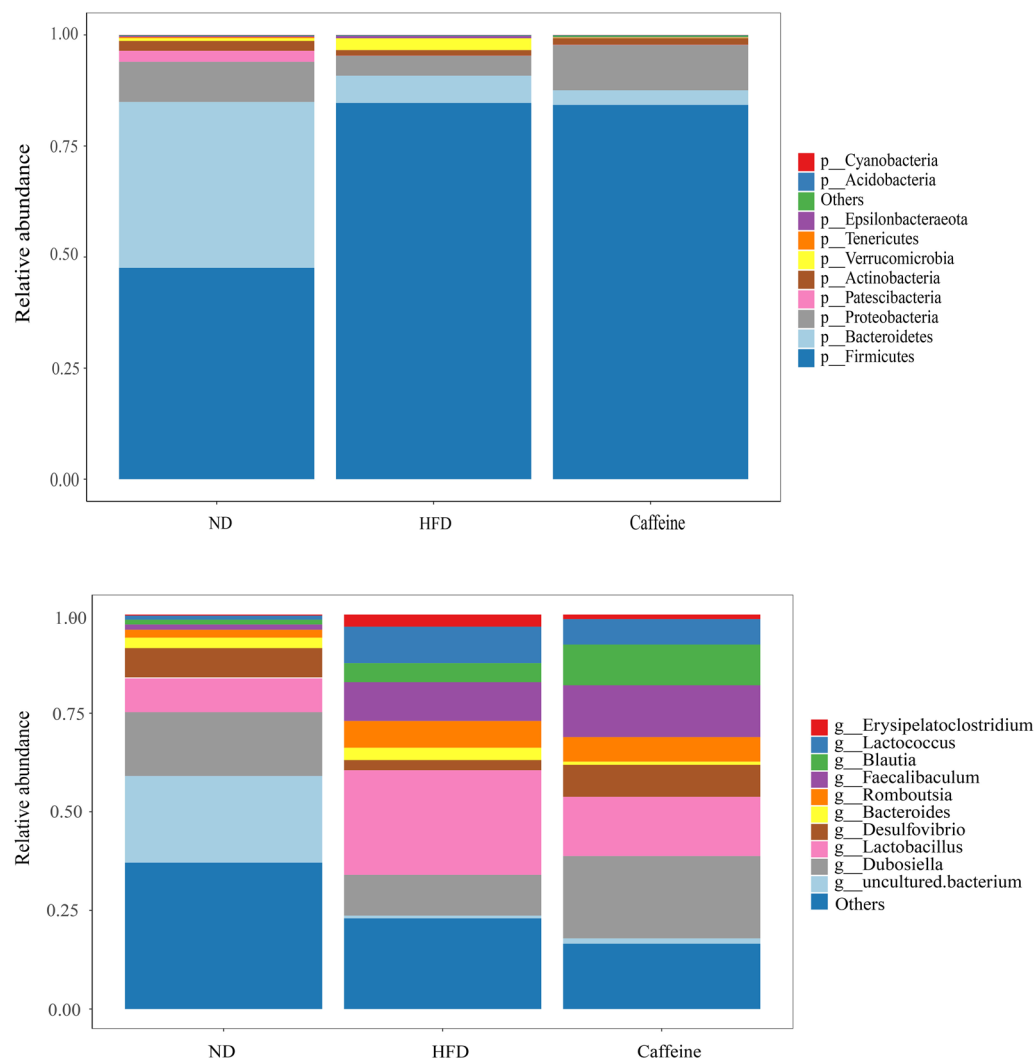 Relative abundance
1.00
0.75
0.50
0.25
0.00
ND
HFD
Caffeine
p__Cyanobacteria
p__Acidobacteria
Others
p__Epsilonbacteraeota
p__Tenericutes
p__Verrucomicrobia
p__Actinobacteria
p__Patescibacteria
p__Proteobacteria
p__Bacteroidetes
p__Firmicutes
Relative abundance
1.00
0.75
0.50
0.25
0.00
ND
HFD
Caffeine
g__Erysipelatoclostridium
g__Lactococcus
g__Blautia
g__Faecalibaculum
g__Romboutsia
g__Bacteroides
g__Desulfovibrio
g__Lactobacillus
g__Dubosiella
g__uncultured.bacterium
Others